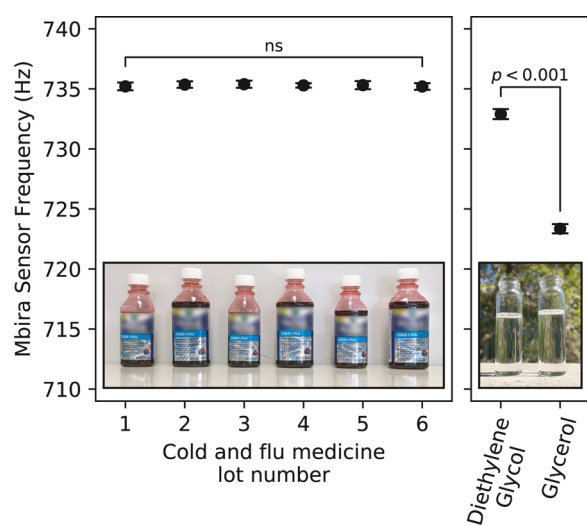 740
735
730
725
720
715
710
Mbira Sensor Frequency (Hz)
ns
1 2 3 4 5 6
Cold and flu medicine
lot number
p < 0.001
Diethylene
Glycol
Glycerol